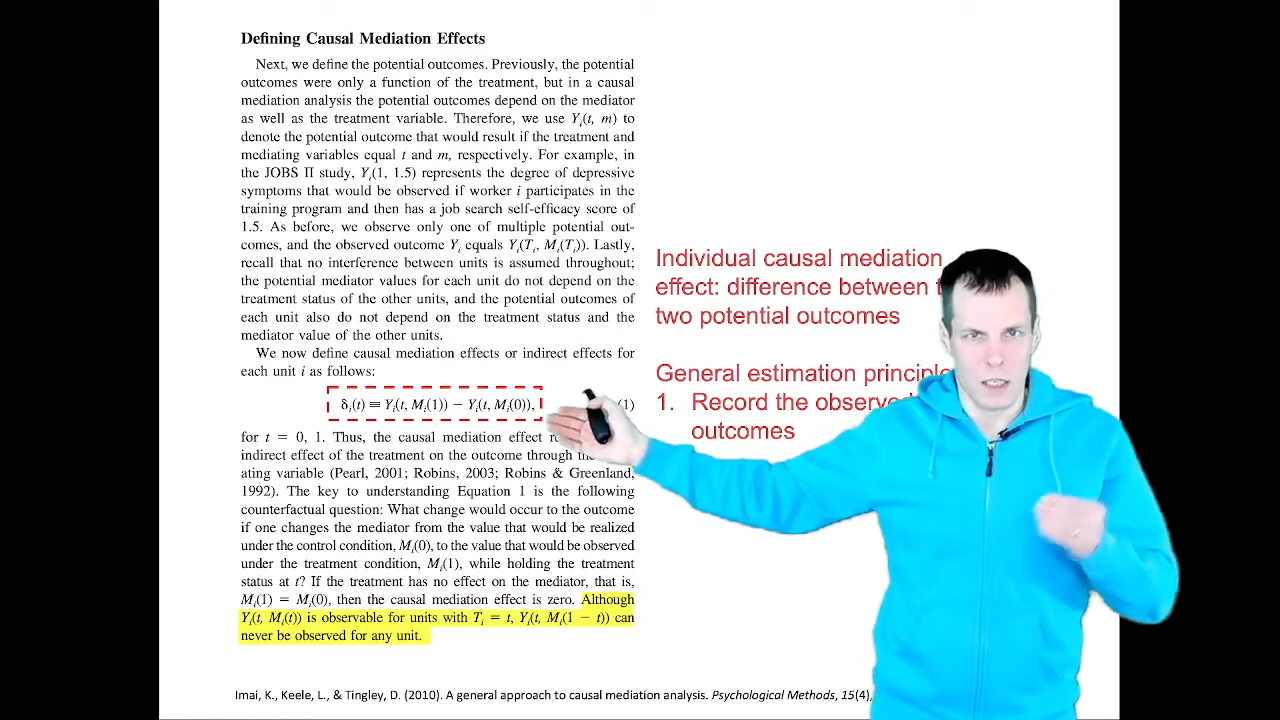 Defining Causal Mediation Effects
Next, we define the potential outcomes. Previously, the potential
outcomes were only a function of the treatment, but in a causal
mediation analysis the potential outcomes depend on the mediator
as well as the treatment variable. Therefore, we use Yᵢ(t, m) to
denote the potential outcome that would result if the treatment and
mediating variables equal t and m, respectively. For example, in
the JOBS II study, Yᵢ(1, 1.5) represents the degree of depressive
symptoms that would be observed if worker i participates in the
training program and then has a job search self-efficacy score of
1.5. As before, we observe only one of multiple potential out-
comes, and the observed outcome Yᵢ equals Yᵢ(Tᵢ, Mᵢ(Tᵢ)). Lastly,
recall that no interference between units is assumed throughout;
the potential mediator values for each unit do not depend on the
treatment status of the other units, and the potential outcomes of
each unit also do not depend on the treatment status and the
mediator value of the other units.
We now define causal mediation effects or indirect effects for
each unit i as follows:
δᵢ(t) ≡ Yᵢ(t, Mᵢ(1)) − Yᵢ(t, Mᵢ(0)), (1)
for t = 0, 1. Thus, the causal mediation effect
indirect effect of the treatment on the outcome through
ating variable (Pearl, 2001; Robins, 2003; Robins & Greenland,
1992). The key to understanding Equation 1 is the following
counterfactual question: What change would occur to the outcome
if one changes the mediator from the value that would be realized
under the control condition, Mᵢ(0), to the value that would be observed
under the treatment condition, Mᵢ(1), while holding the treatment
status at t? If the treatment has no effect on the mediator, that is,
Mᵢ(1) = Mᵢ(0), then the causal mediation effect is zero. Although
Yᵢ(t, Mᵢ(t)) is observable for units with Tᵢ = t, Yᵢ(t, Mᵢ(1 − t)) can
never be observed for any unit.
Individual causal mediation
effect: difference between
two potential outcomes
General estimation principle
1. Record the observed
outcomes
Imai, K., Keele, L., & Tingley, D. (2010). A general approach to causal mediation analysis. Psychological Methods, 15(4),